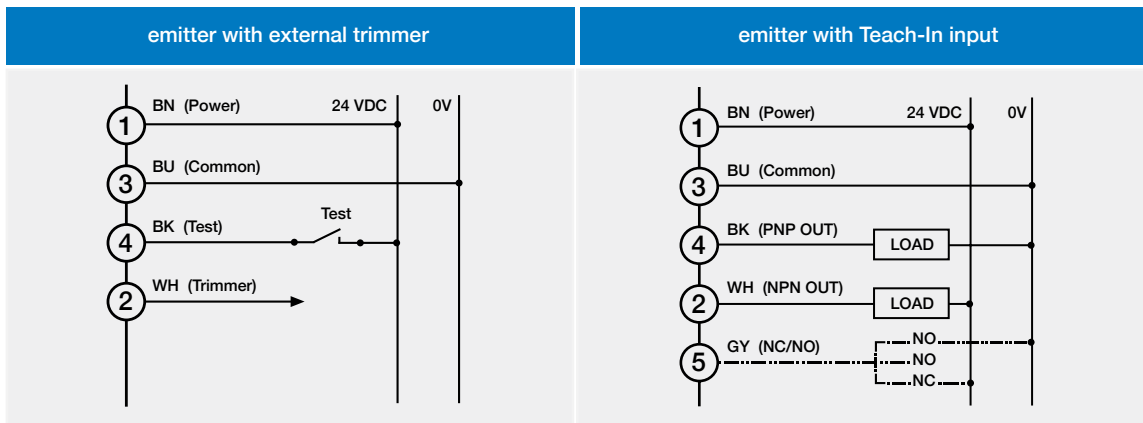 emitter with external trimmer
BN (Power) 24 VDC 0V
1
BU (Common)
3
BK (Test) Test
4
WH (Trimmer)
2
emitter with Teach-In input
BN (Power) 24 VDC 0V
1
BU (Common)
3
BK (PNP OUT)
4 LOAD
WH (NPN OUT)
2 LOAD
GY (NC/NO) NO
5 NO
NC